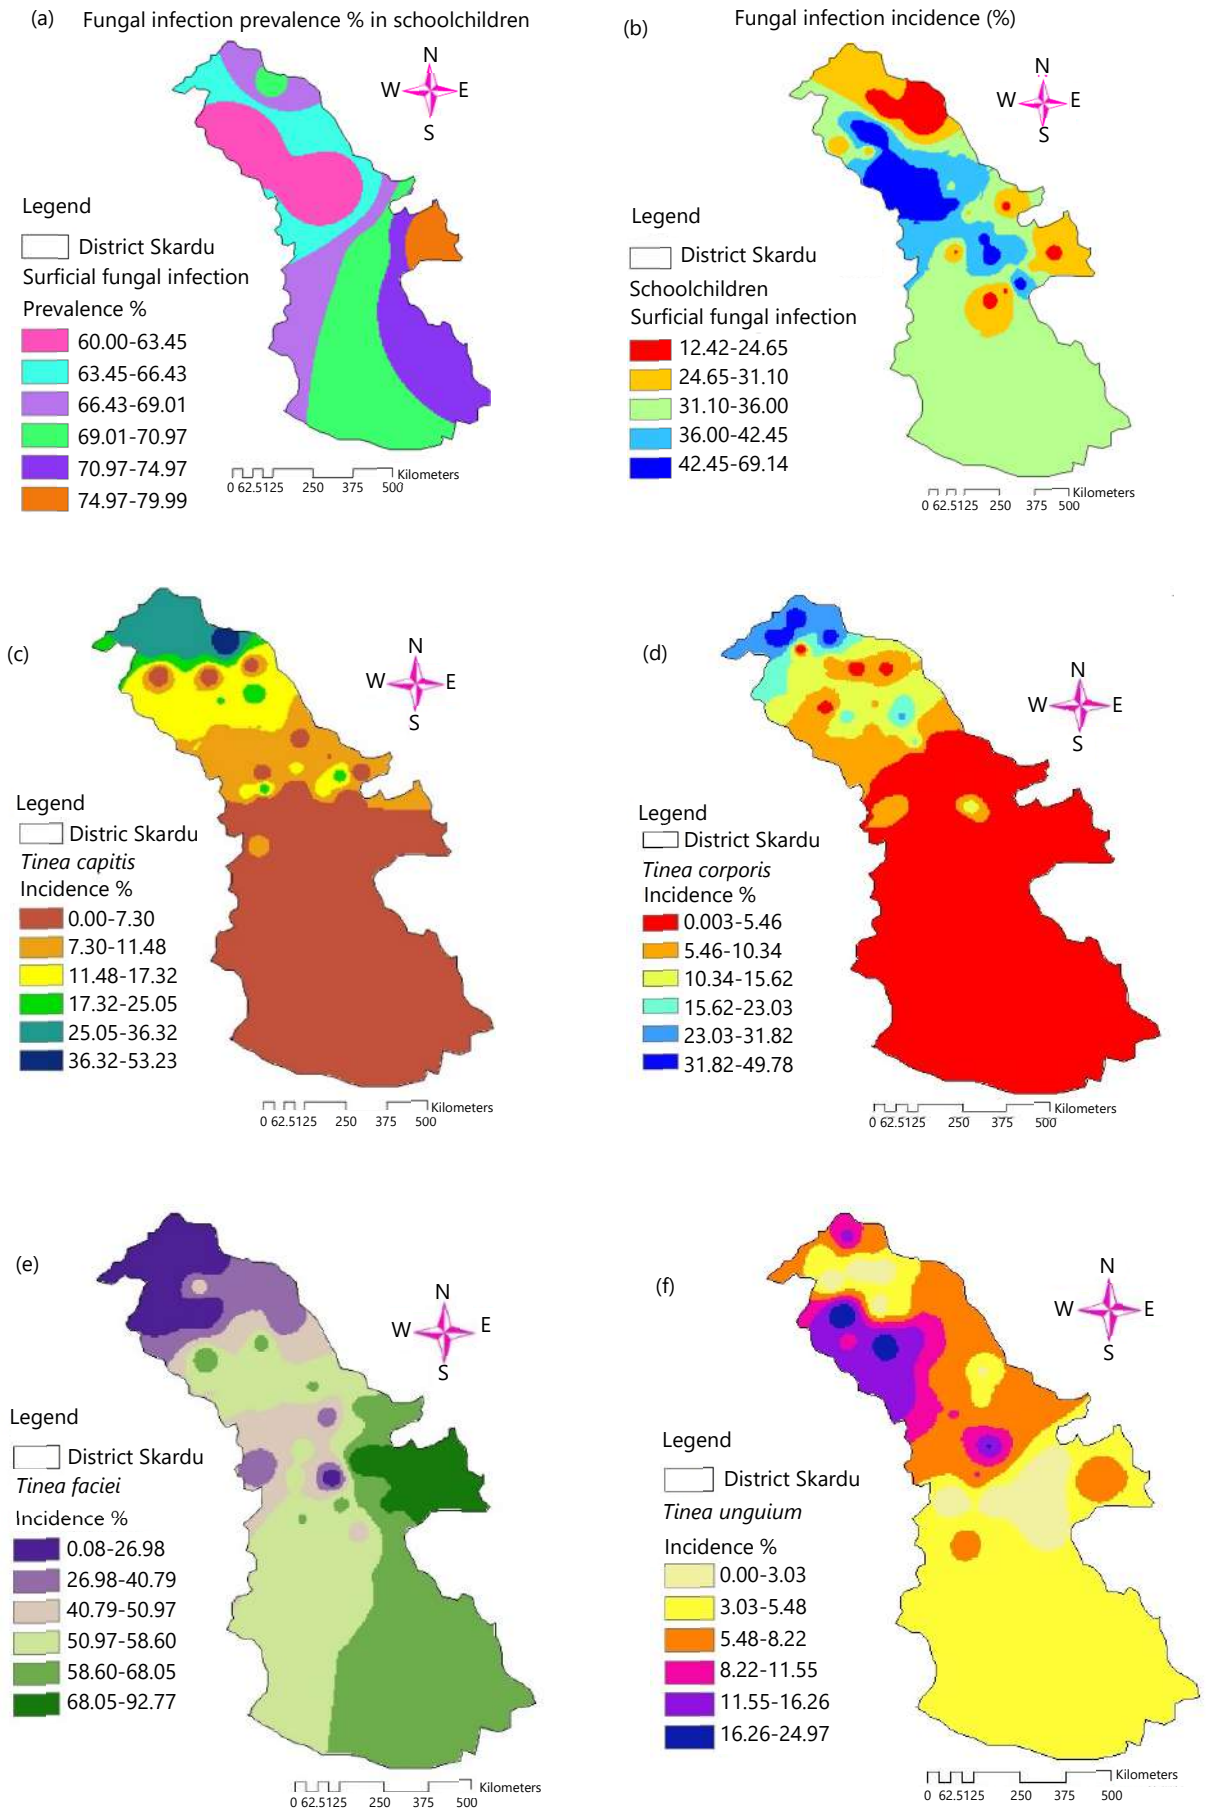 (a) Fungal infection prevalence % in schoolchildren
N
W E
S
Legend
District Skardu
Surficial fungal infection
Prevalence %
60.00-63.45
63.45-66.43
66.43-69.01
69.01-70.97
70.97-74.97
74.97-79.99
Kilometers
0 62.5125 250 375 500
(b) Fungal infection incidence (%)
N
W E
S
Legend
District Skardu
Schoolchildren
Surficial fungal infection
12.42-24.65
24.65-31.10
31.10-36.00
36.00-42.45
42.45-69.14
Kilometers
0 62.5125 250 375 500
(c)
N
W E
S
Legend
Distric Skardu
Tinea capitis
Incidence %
0.00-7.30
7.30-11.48
11.48-17.32
17.32-25.05
25.05-36.32
36.32-53.23
Kilometers
0 62.5125 250 375 500
(d)
N
W E
S
Legend
District Skardu
Tinea corporis
Incidence %
0.003-5.46
5.46-10.34
10.34-15.62
15.62-23.03
23.03-31.82
31.82-49.78
Kilometers
0 62.5125 250 375 500
(e)
N
W E
S
Legend
District Skardu
Tinea faciei
Incidence %
0.08-26.98
26.98-40.79
40.79-50.97
50.97-58.60
58.60-68.05
68.05-92.77
Kilometers
0 62.5125 250 375 500
(f)
N
W E
S
Legend
District Skardu
Tinea unguium
Incidence %
0.00-3.03
3.03-5.48
5.48-8.22
8.22-11.55
11.55-16.26
16.26-24.97
Kilometers
0 62.5125 250 375 500